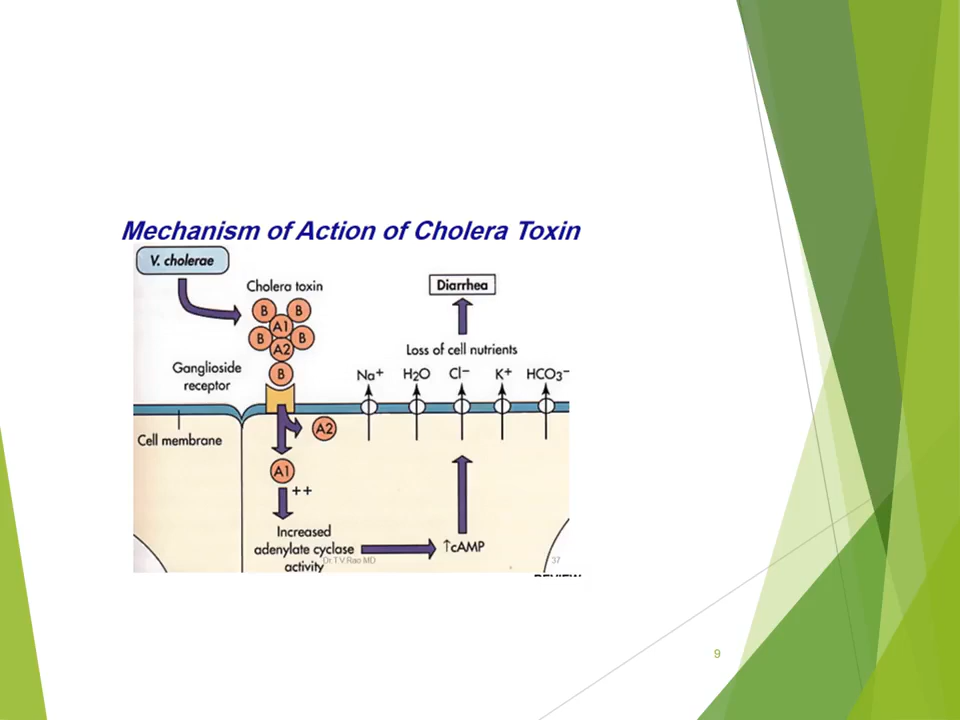 Mechanism of Action of Cholera Toxin
V. cholerae
Cholera toxin
B
B
A1
B
B
A2
B
Ganglioside
receptor
Cell membrane
A2
A1
++
Increased
adenylate cyclase
activity
↑cAMP
Diarrhea
Loss of cell nutrients
Na+ H2O Cl− K+ HCO3−
Dr.T.V.Rao MD
37
REVIEW
9